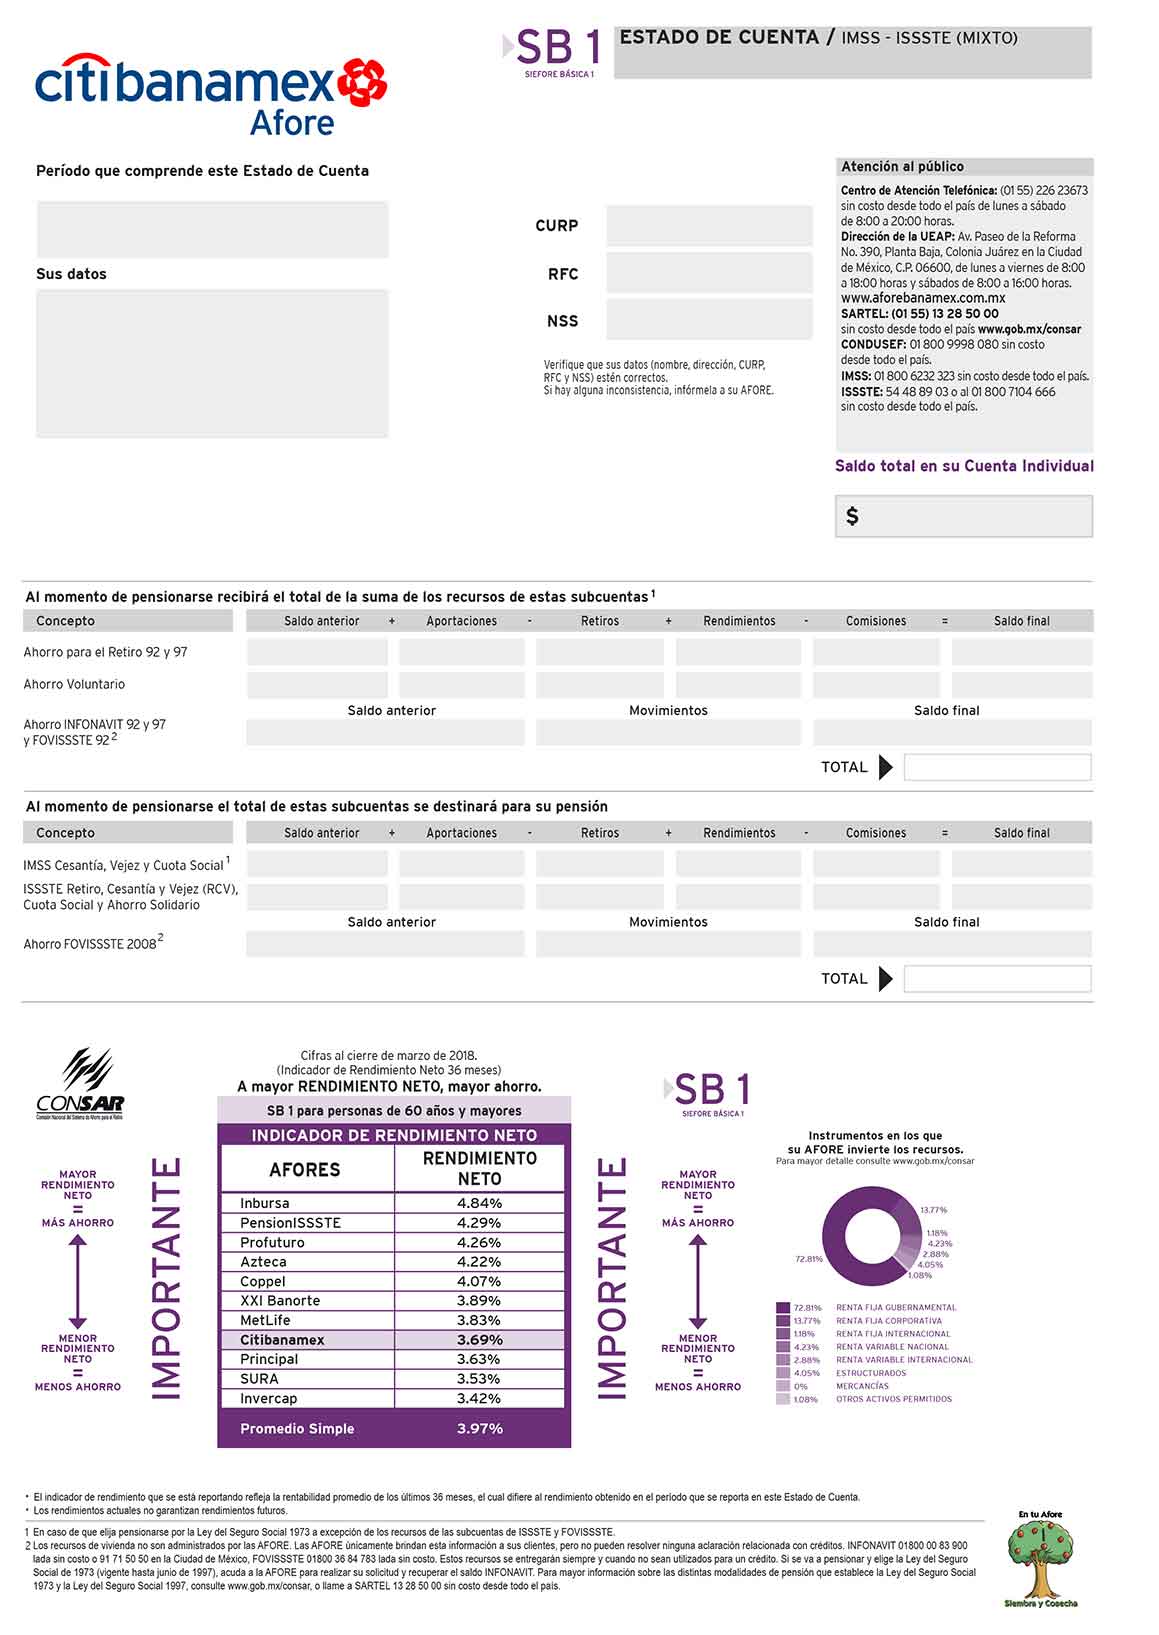 citibanamex
Afore
SB 1
SIEFORE BÁSICA 1
ESTADO DE CUENTA / IMSS - ISSSTE (MIXTO)
Período que comprende este Estado de Cuenta
Sus datos
CURP
RFC
NSS
Verifique que sus datos (nombre, dirección, CURP,
RFC y NSS) estén correctos.
Si hay alguna inconsistencia, infórmela a su AFORE.
Atención al público
Centro de Atención Telefónica: (01 55) 226 23673
sin costo desde todo el país de lunes a sábado
de 8:00 a 20:00 horas.
Dirección de la UEAP: Av. Paseo de la Reforma
No. 390, Planta Baja, Colonia Juárez en la Ciudad
de México, C.P. 06600, de lunes a viernes de 8:00
a 18:00 horas y sábados de 8:00 a 16:00 horas.
www.aforebanamex.com.mx
SARTEL: (01 55) 13 28 50 00
sin costo desde todo el país www.gob.mx/consar
CONDUSEF: 01 800 9998 080 sin costo
desde todo el país.
IMSS: 01 800 6232 323 sin costo desde todo el país.
ISSSTE: 54 48 89 03 o al 01 800 7104 666
sin costo desde todo el país.
Saldo total en su Cuenta Individual
$
Al momento de pensionarse recibirá el total de la suma de los recursos de estas subcuentas 1
Concepto Saldo anterior + Aportaciones - Retiros + Rendimientos - Comisiones = Saldo final
Ahorro para el Retiro 92 y 97
Ahorro Voluntario
Saldo anterior Movimientos Saldo final
Ahorro INFONAVIT 92 y 97
y FOVISSSTE 92 2
TOTAL
Al momento de pensionarse el total de estas subcuentas se destinará para su pensión
Concepto Saldo anterior + Aportaciones - Retiros + Rendimientos - Comisiones = Saldo final
IMSS Cesantía, Vejez y Cuota Social 1
ISSSTE Retiro, Cesantía y Vejez (RCV),
Cuota Social y Ahorro Solidario
Saldo anterior Movimientos Saldo final
Ahorro FOVISSSTE 2008 2
TOTAL
CONSAR
Comisión Nacional del Sistema de Ahorro para el Retiro
MAYOR
RENDIMIENTO
NETO
=
MÁS AHORRO
MENOR
RENDIMIENTO
NETO
=
MENOS AHORRO
IMPORTANTE
Cifras al cierre de marzo de 2018.
(Indicador de Rendimiento Neto 36 meses)
A mayor RENDIMIENTO NETO, mayor ahorro.
SB 1 para personas de 60 años y mayores
INDICADOR DE RENDIMIENTO NETO
AFORES RENDIMIENTO NETO
Inbursa 4.84%
PensionISSSTE 4.29%
Profuturo 4.26%
Azteca 4.22%
Coppel 4.07%
XXI Banorte 3.89%
MetLife 3.83%
Citibanamex 3.69%
Principal 3.63%
SURA 3.53%
Invercap 3.42%
Promedio Simple 3.97%
IMPORTANTE
SB 1
SIEFORE BÁSICA 1
MAYOR
RENDIMIENTO
NETO
=
MÁS AHORRO
MENOR
RENDIMIENTO
NETO
=
MENOS AHORRO
Instrumentos en los que
su AFORE invierte los recursos.
Para mayor detalle consulte www.gob.mx/consar
13.77%
1.18%
4.23%
2.88%
4.05%
1.08%
72.81%
72.81% RENTA FIJA GUBERNAMENTAL
13.77% RENTA FIJA CORPORATIVA
1.18% RENTA FIJA INTERNACIONAL
4.23% RENTA VARIABLE NACIONAL
2.88% RENTA VARIABLE INTERNACIONAL
4.05% ESTRUCTURADOS
0% MERCANCÍAS
1.08% OTROS ACTIVOS PERMITIDOS
* El indicador de rendimiento que se está reportando refleja la rentabilidad promedio de los últimos 36 meses, el cual difiere al rendimiento obtenido en el periodo que se reporta en este Estado de Cuenta.
* Los rendimientos actuales no garantizan rendimientos futuros.
1 En caso de que elija pensionarse por la Ley del Seguro Social 1973 a excepción de los recursos de las subcuentas de ISSSTE y FOVISSSTE.
2 Los recursos de vivienda no son administrados por las AFORE. Las AFORE únicamente brindan esta información a sus clientes, pero no pueden resolver ninguna aclaración relacionada con créditos. INFONAVIT 01800 00 83 900
lada sin costo o 91 71 50 50 en la Ciudad de México, FOVISSSTE 01800 36 84 783 lada sin costo. Estos recursos se entregarán siempre y cuando no sean utilizados para un crédito. Si se va a pensionar y elige la Ley del Seguro
Social de 1973 (vigente hasta junio de 1997), acuda a la AFORE para realizar su solicitud y recuperar el saldo INFONAVIT. Para mayor información sobre las distintas modalidades de pensión que establece la Ley del Seguro Social
1973 y la Ley del Seguro Social 1997, consulte www.gob.mx/consar, o llame a SARTEL 13 28 50 00 sin costo desde todo el país.
En tu Afore
Siembra y Cosecha